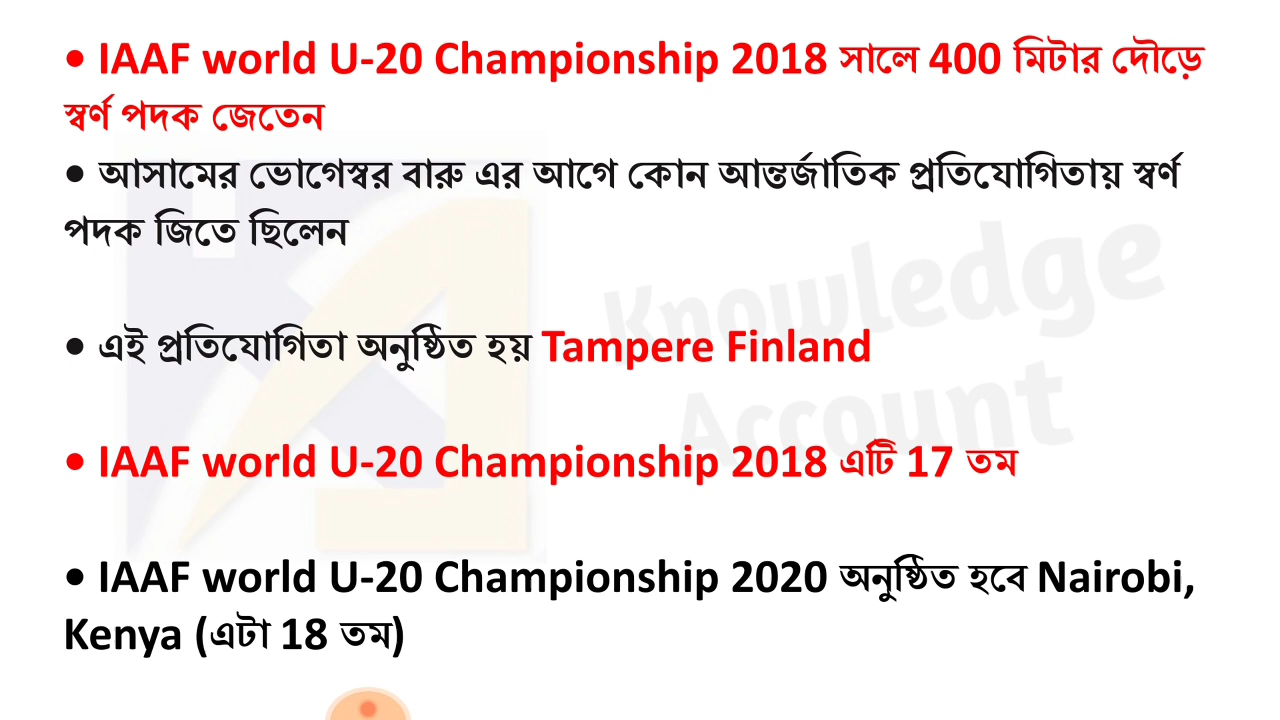 • IAAF world U-20 Championship 2018 সালে 400 মিটার দৌড়ে
স্বর্ণ পদক জেতেন
• আসামের ভোগেস্বর বারু এর আগে কোন আন্তর্জাতিক প্রতিযোগিতায় স্বর্ণ
পদক জিতে ছিলেন
• এই প্রতিযোগিতা অনুষ্ঠিত হয় Tampere Finland
• IAAF world U-20 Championship 2018 এটি 17 তম
• IAAF world U-20 Championship 2020 অনুষ্ঠিত হবে Nairobi,
Kenya (এটা 18 তম)
Knowledge
Account